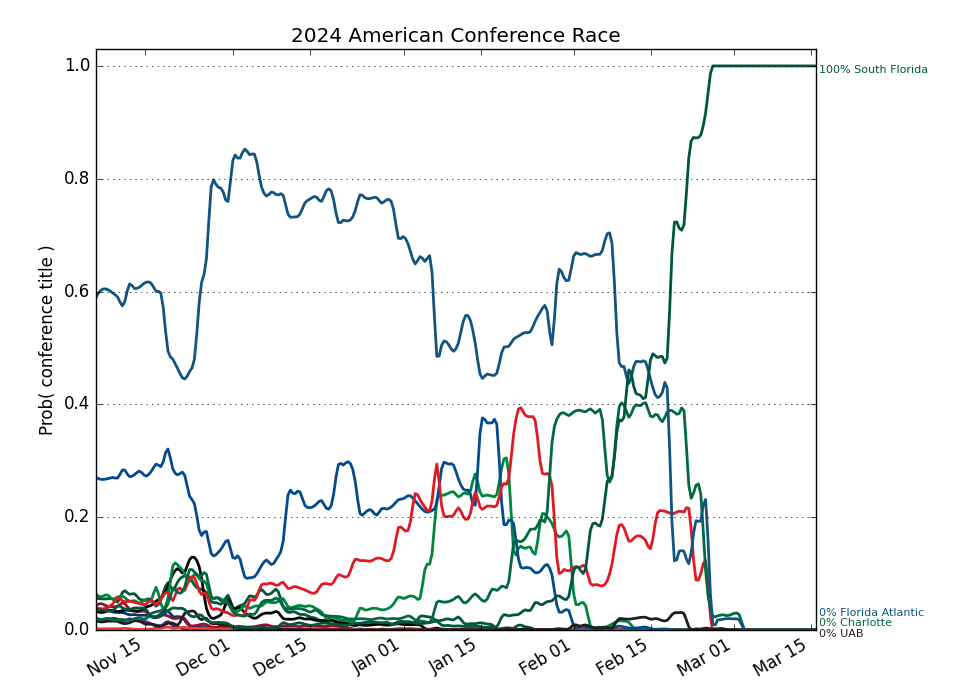 2024 American Conference Race
1.0
0.8
0.6
0.4
0.2
0.0
Prob( conference title )
100% South Florida
0% Florida Atlantic
0% Charlotte
0% UAB
Nov 15
Dec 01
Dec 15
Jan 01
Jan 15
Feb 01
Feb 15
Mar 01
Mar 15